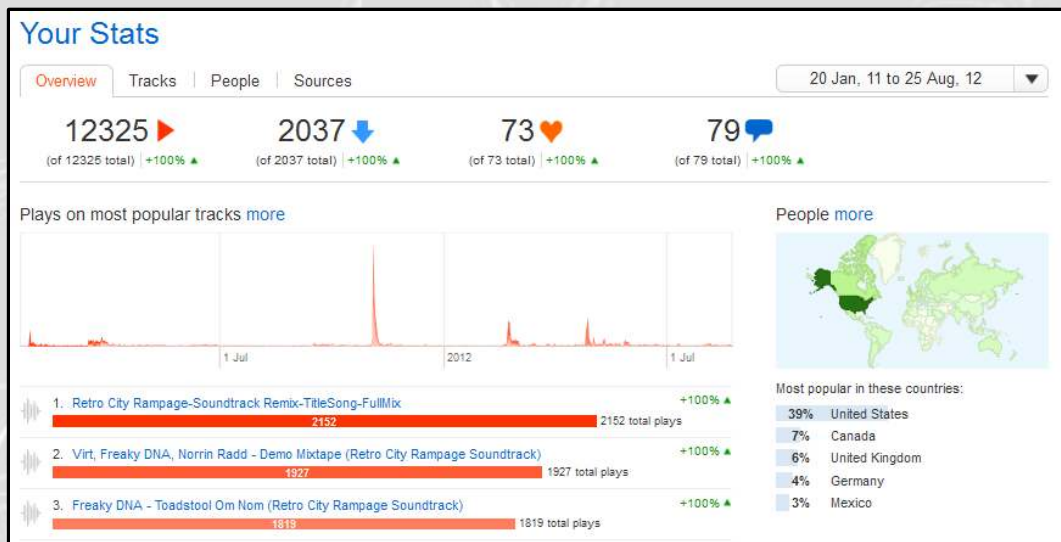 Your Stats
Overview Tracks People Sources 20 Jan, 11 to 25 Aug, 12
12325 2037 73 79
(of 12325 total) +100% (of 2037 total) +100% (of 73 total) +100% (of 79 total) +100%
Plays on most popular tracks more
1 Jul 2012 1 Jul
1. Retro City Rampage-Soundtrack Remix-TitleSong-FullMix +100%
2152 2152 total plays
2. Virt, Freaky DNA, Norrin Radd - Demo Mixtape (Retro City Rampage Soundtrack) +100%
1927 1927 total plays
3. Freaky DNA - Toadstool Om Nom (Retro City Rampage Soundtrack) +100%
1819 1819 total plays
People more
Most popular in these countries:
39% United States
7% Canada
6% United Kingdom
4% Germany
3% Mexico